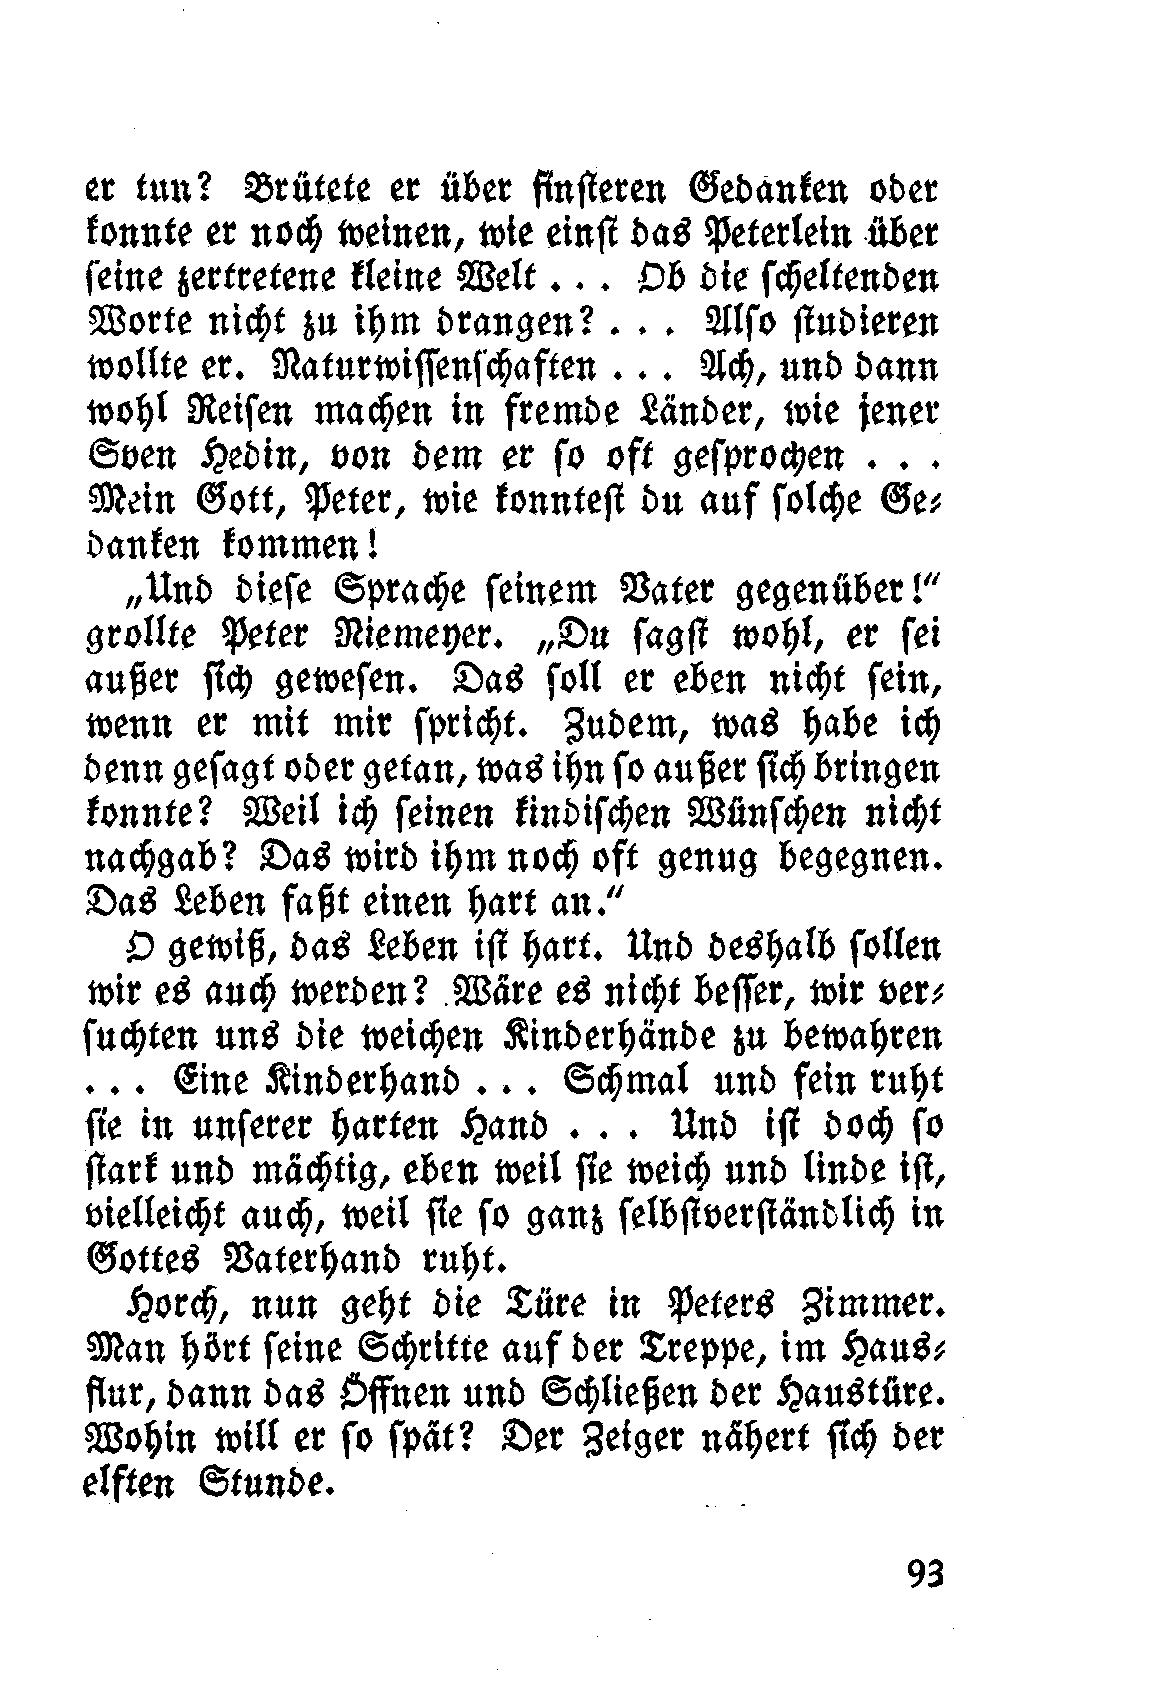 er tun? Brütete er über finsteren Gedanken oder
konnte er noch weinen, wie einst das Peterlein über
seine zertretene kleine Welt . . . Ob die scheltenden
Worte nicht zu ihm drangen? . . . Also studieren
wollte er. Naturwissenschaften . . . Ach, und dann
wohl Reisen machen in fremde Länder, wie jener
Sven Hedin, von dem er so oft gesprochen . . .
Mein Gott, Peter, wie konntest du auf solche Ge-
danken kommen!
„Und diese Sprache seinem Vater gegenüber!“
grollte Peter Niemeyer. „Du sagst wohl, er sei
außer sich gewesen. Das soll er eben nicht sein,
wenn er mit mir spricht. Zudem, was habe ich
denn gesagt oder getan, was ihn so außer sich bringen
konnte? Weil ich seinen kindischen Wünschen nicht
nachgab? Das wird ihm noch oft genug begegnen.
Das Leben faßt einen hart an.“
O gewiß, das Leben ist hart. Und deshalb sollen
wir es auch werden? Wäre es nicht besser, wir ver-
suchten uns die weichen Kinderhände zu bewahren
. . . Eine Kinderhand . . . Schmal und fein ruht
sie in unserer harten Hand . . . Und ist doch so
stark und mächtig, eben weil sie weich und linde ist,
vielleicht auch, weil sie so ganz selbstverständlich in
Gottes Vaterhand ruht.
Horch, nun geht die Türe in Peters Zimmer.
Man hört seine Schritte auf der Treppe, im Haus-
flur, dann das Öffnen und Schließen der Haustüre.
Wohin will er so spät? Der Zeiger nähert sich der
elften Stunde.
93